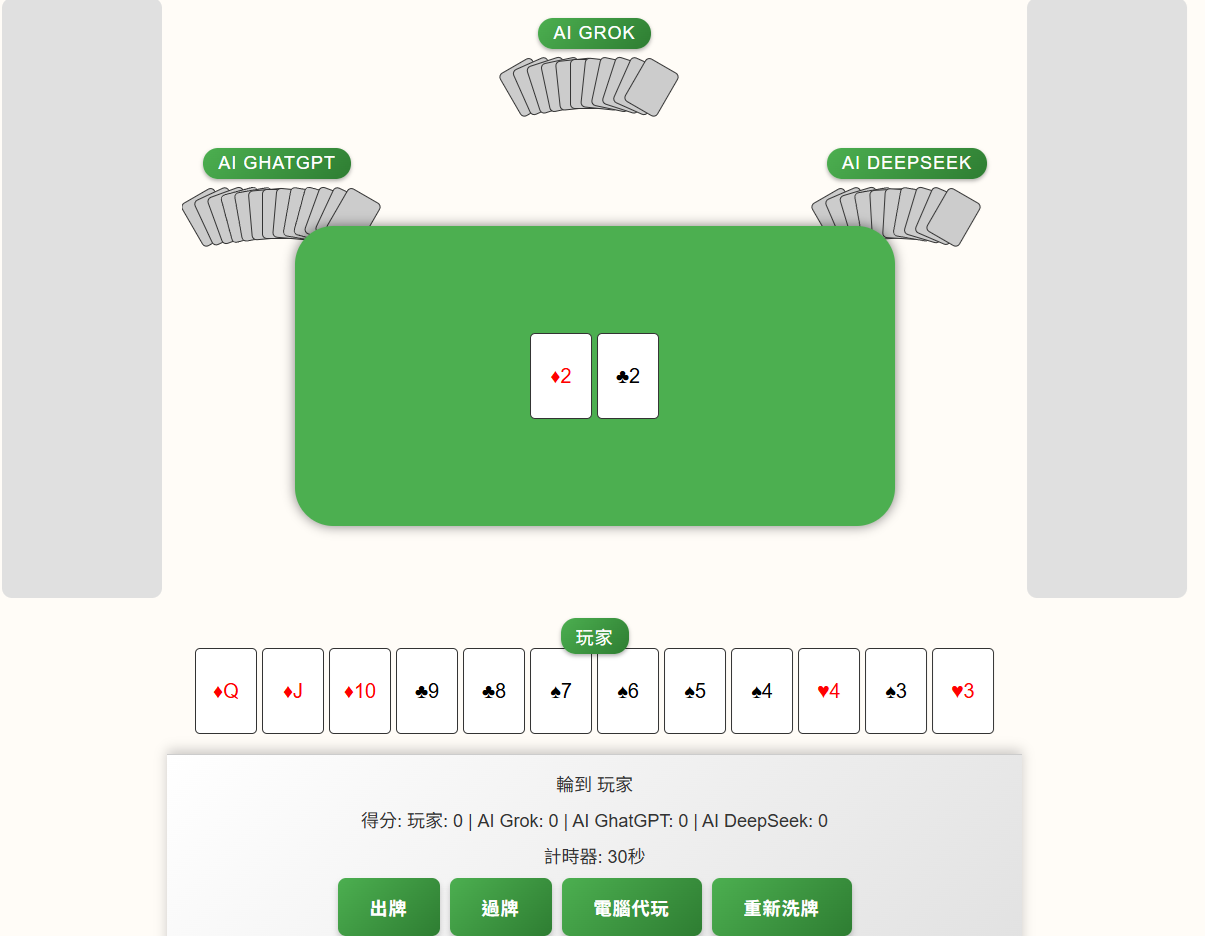 AI GROK
AI GHATGPT
AI DEEPSEEK
♦2 ♣2
玩家
♦Q ♦J ♦10 ♣9 ♣8 ♠7 ♠6 ♠5 ♠4 ♥4 ♠3 ♥3
輪到 玩家
得分: 玩家: 0 | AI Grok: 0 | AI GhatGPT: 0 | AI DeepSeek: 0
計時器: 30秒
出牌 過牌 電腦代玩 重新洗牌